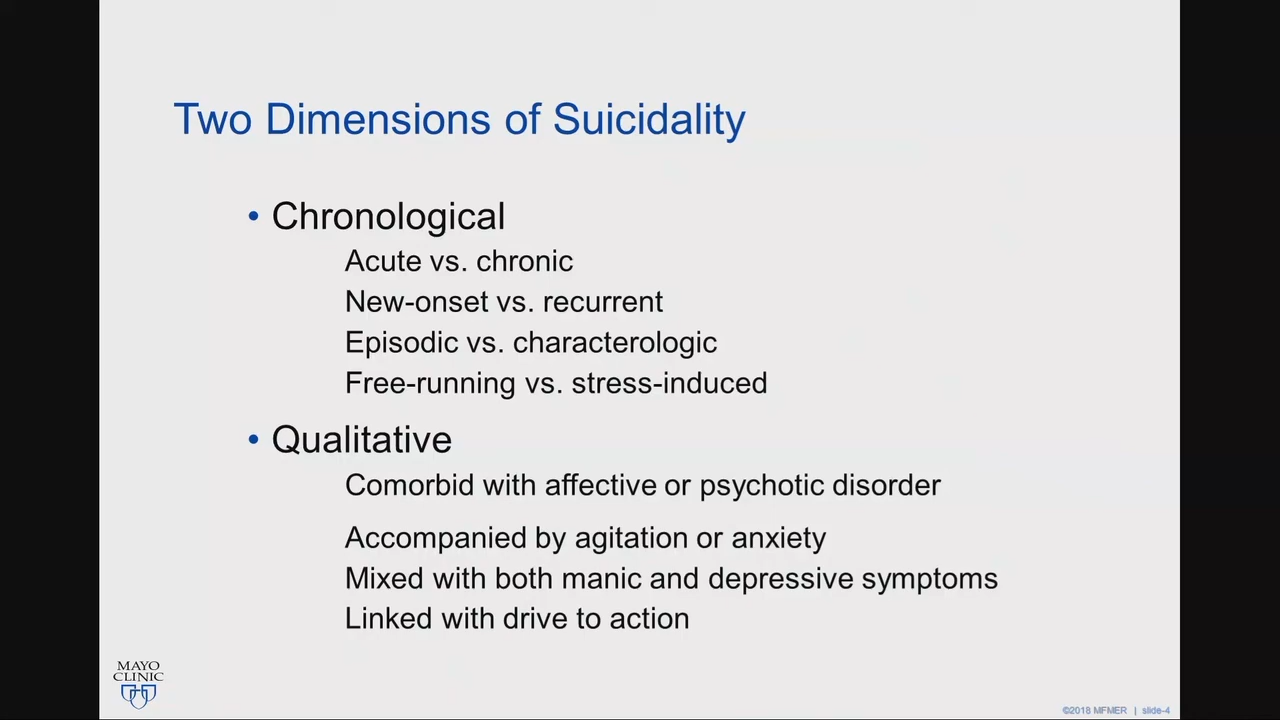 Two Dimensions of Suicidality
• Chronological
Acute vs. chronic
New-onset vs. recurrent
Episodic vs. characterologic
Free-running vs. stress-induced
• Qualitative
Comorbid with affective or psychotic disorder
Accompanied by agitation or anxiety
Mixed with both manic and depressive symptoms
Linked with drive to action
MAYO
CLINIC
©2018 MFMER | slide-4